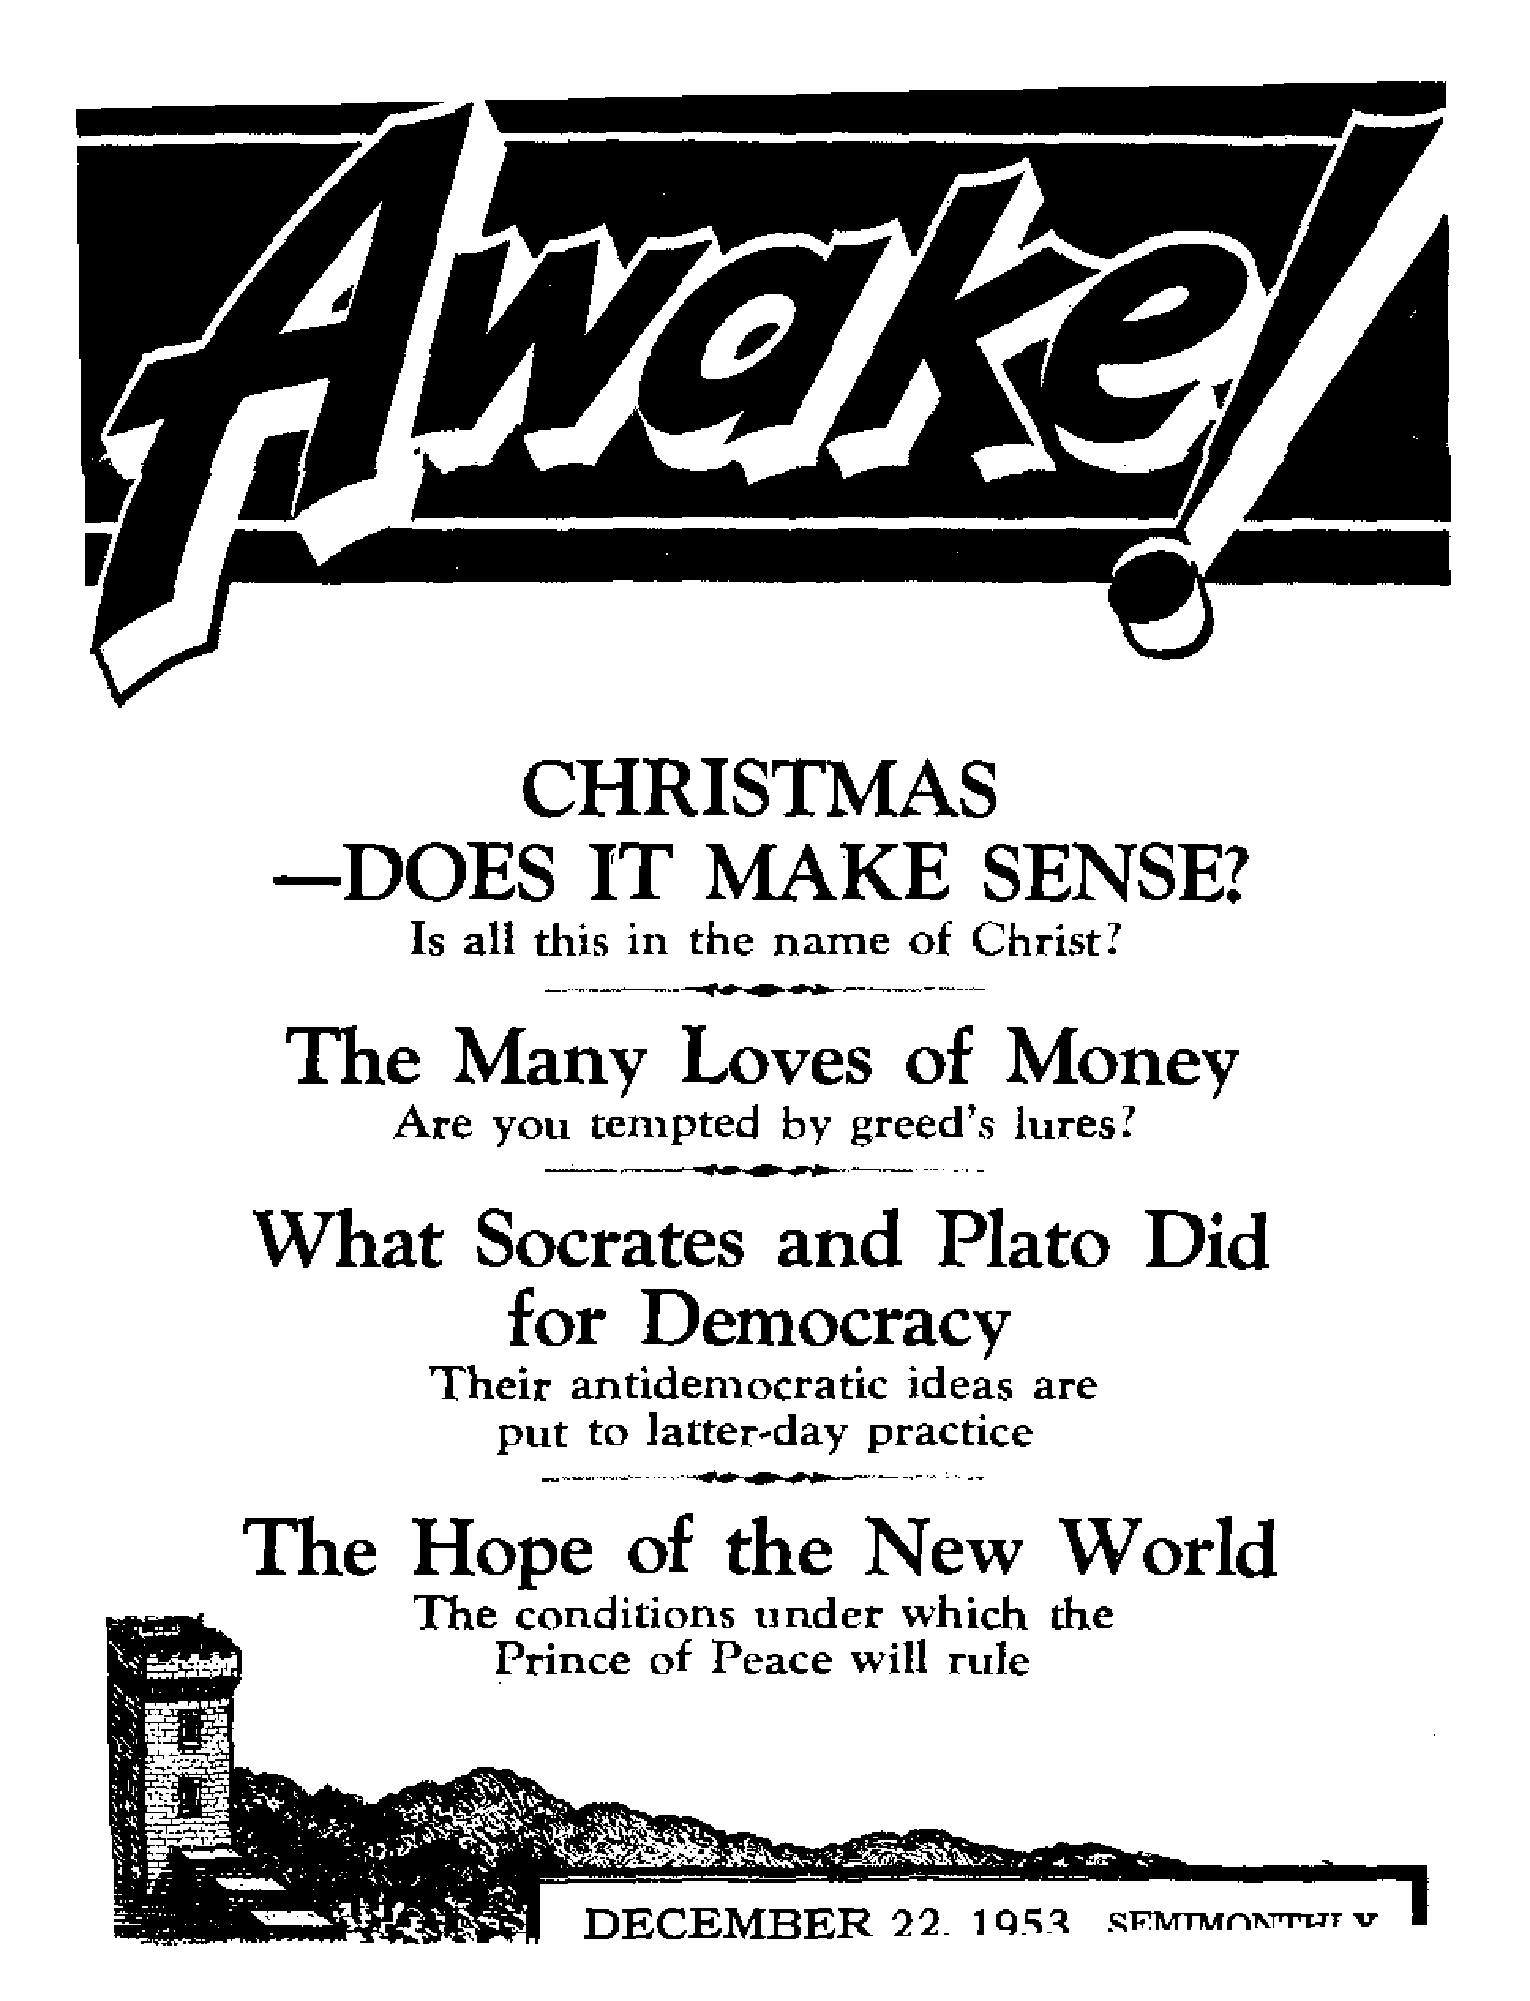 Awake!
CHRISTMAS
—DOES IT MAKE SENSE?
Is all this in the name of Christ?
The Many Loves of Money
Are you tempted by greed's lures?
What Socrates and Plato Did
for Democracy
Their antidemocratic ideas are
put to latter-day practice
The Hope of the New World
The conditions under which the
Prince of Peace will rule
DECEMBER 22, 1953 SEMIMONTHLY